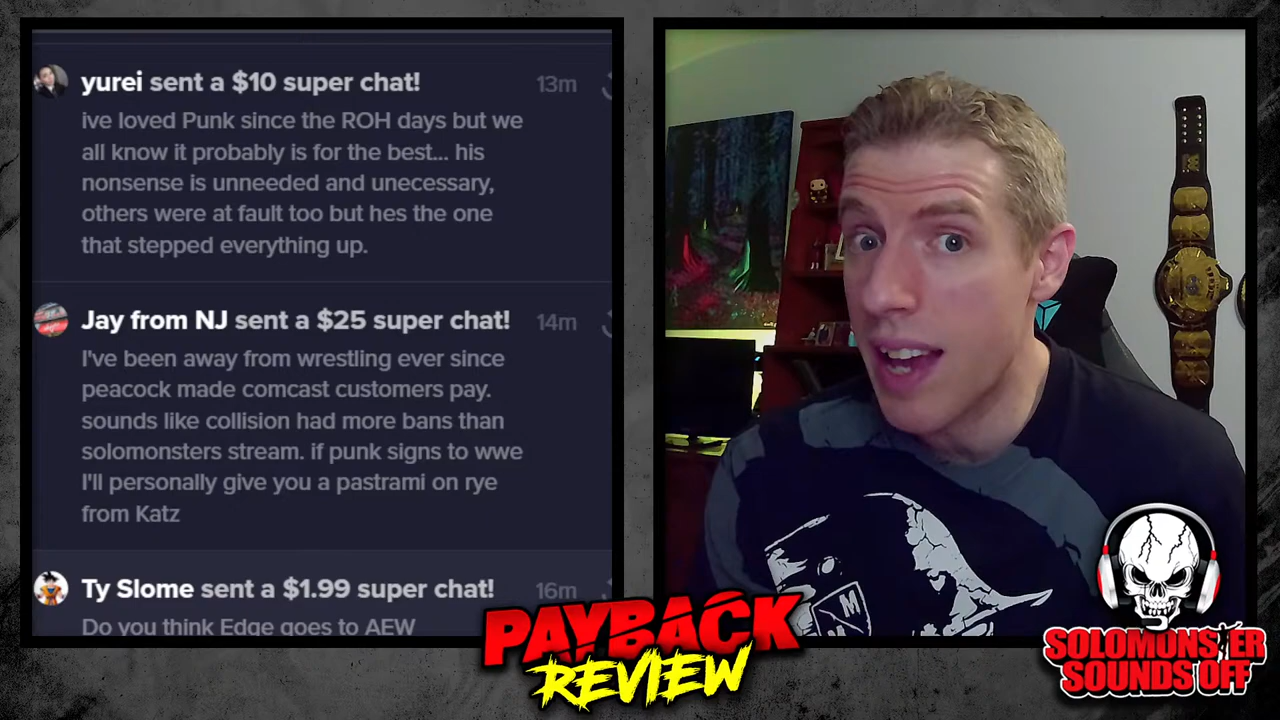 yurei sent a $10 super chat!
13m
ive loved Punk since the ROH days but we
all know it probably is for the best... his
nonsense is unneeded and unecessary,
others were at fault too but hes the one
that stepped everything up.
Jay from NJ sent a $25 super chat!
14m
I've been away from wrestling ever since
peacock made comcast customers pay.
sounds like collision had more bans than
solomonsters stream. if punk signs to wwe
I'll personally give you a pastrami on rye
from Katz
Ty Slome sent a $1.99 super chat!
16m
Do you think Edge goes to AEW
PAYBACK
REVIEW
M
SOLOMONSTER
SOUNDS OFF